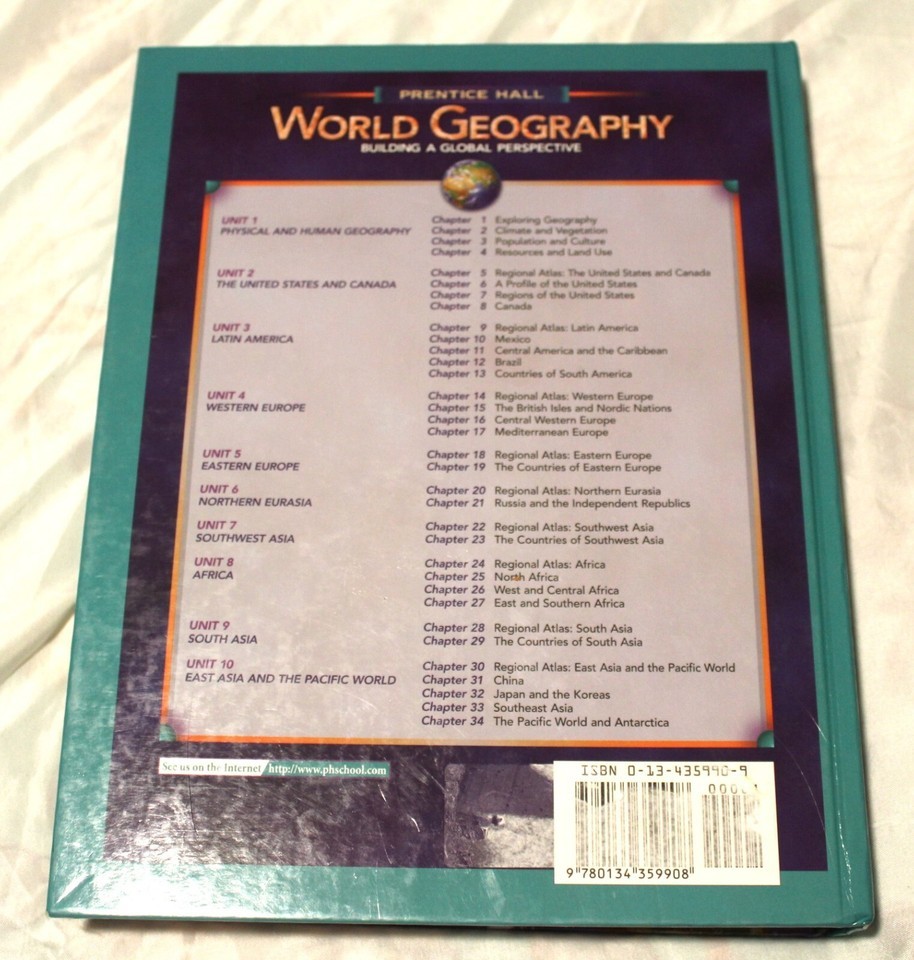 PRENTICE HALL
WORLD GEOGRAPHY
BUILDING A GLOBAL PERSPECTIVE
UNIT 1
PHYSICAL AND HUMAN GEOGRAPHY
Chapter 1 Exploring Geography
Chapter 2 Climate and Vegetation
Chapter 3 Population and Culture
Chapter 4 Resources and Land Use
UNIT 2
THE UNITED STATES AND CANADA
Chapter 5 Regional Atlas: The United States and Canada
Chapter 6 A Profile of the United States
Chapter 7 Regions of the United States
Chapter 8 Canada
UNIT 3
LATIN AMERICA
Chapter 9 Regional Atlas: Latin America
Chapter 10 Mexico
Chapter 11 Central America and the Caribbean
Chapter 12 Brazil
Chapter 13 Countries of South America
UNIT 4
WESTERN EUROPE
Chapter 14 Regional Atlas: Western Europe
Chapter 15 The British Isles and Nordic Nations
Chapter 16 Central Western Europe
Chapter 17 Mediterranean Europe
UNIT 5
EASTERN EUROPE
Chapter 18 Regional Atlas: Eastern Europe
Chapter 19 The Countries of Eastern Europe
UNIT 6
NORTHERN EURASIA
Chapter 20 Regional Atlas: Northern Eurasia
Chapter 21 Russia and the Independent Republics
UNIT 7
SOUTHWEST ASIA
Chapter 22 Regional Atlas: Southwest Asia
Chapter 23 The Countries of Southwest Asia
UNIT 8
AFRICA
Chapter 24 Regional Atlas: Africa
Chapter 25 North Africa
Chapter 26 West and Central Africa
Chapter 27 East and Southern Africa
UNIT 9
SOUTH ASIA
Chapter 28 Regional Atlas: South Asia
Chapter 29 The Countries of South Asia
UNIT 10
EAST ASIA AND THE PACIFIC WORLD
Chapter 30 Regional Atlas: East Asia and the Pacific World
Chapter 31 China
Chapter 32 Japan and the Koreas
Chapter 33 Southeast Asia
Chapter 34 The Pacific World and Antarctica
See us on the Internet http://www.phschool.com
ISBN 0-13-435990-9
9 780134 359908